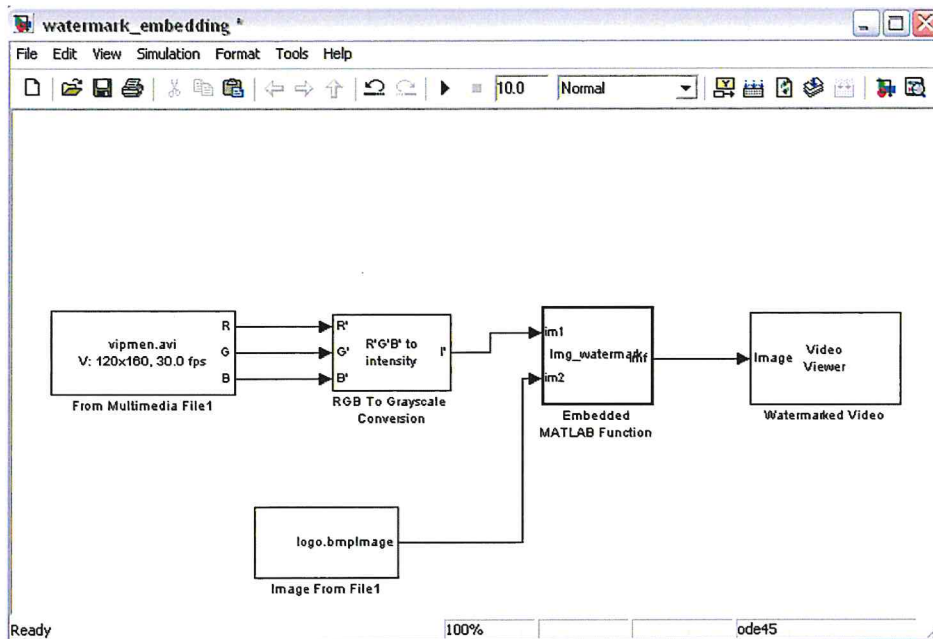 watermark_embedding *
File Edit View Simulation Format Tools Help
10.0 Normal
R
G
B
vipmen.avi
V: 120x160, 30.0 fps
From Multimedia File1
R'
G'
B'
R'G'B' to
intensity
I'
RGB To Grayscale
Conversion
im1
im2
Img_watermark
imf
Embedded
MATLAB Function
Image
Video
Viewer
Watermarked Video
logo.bmp
Image
Image From File1
Ready 100% ode45